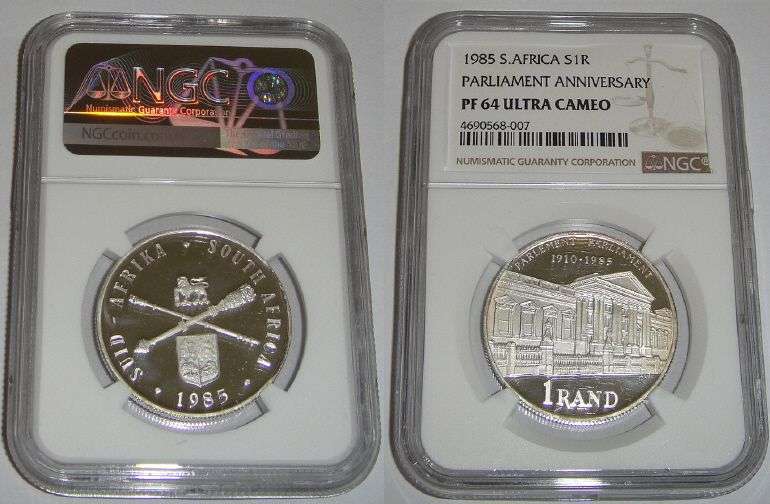 NGC
Numismatic Guaranty Corporation
NGCcoin.com
SUID-AFRIKA · SOUTH AFRICA
· 1985 ·
1985 S.AFRICA S1R
PARLIAMENT ANNIVERSARY
PF 64 ULTRA CAMEO
4690568-007
NUMISMATIC GUARANTY CORPORATION
NGC®
PARLEMENT · PARLIAMENT
1910·1985
1 RAND